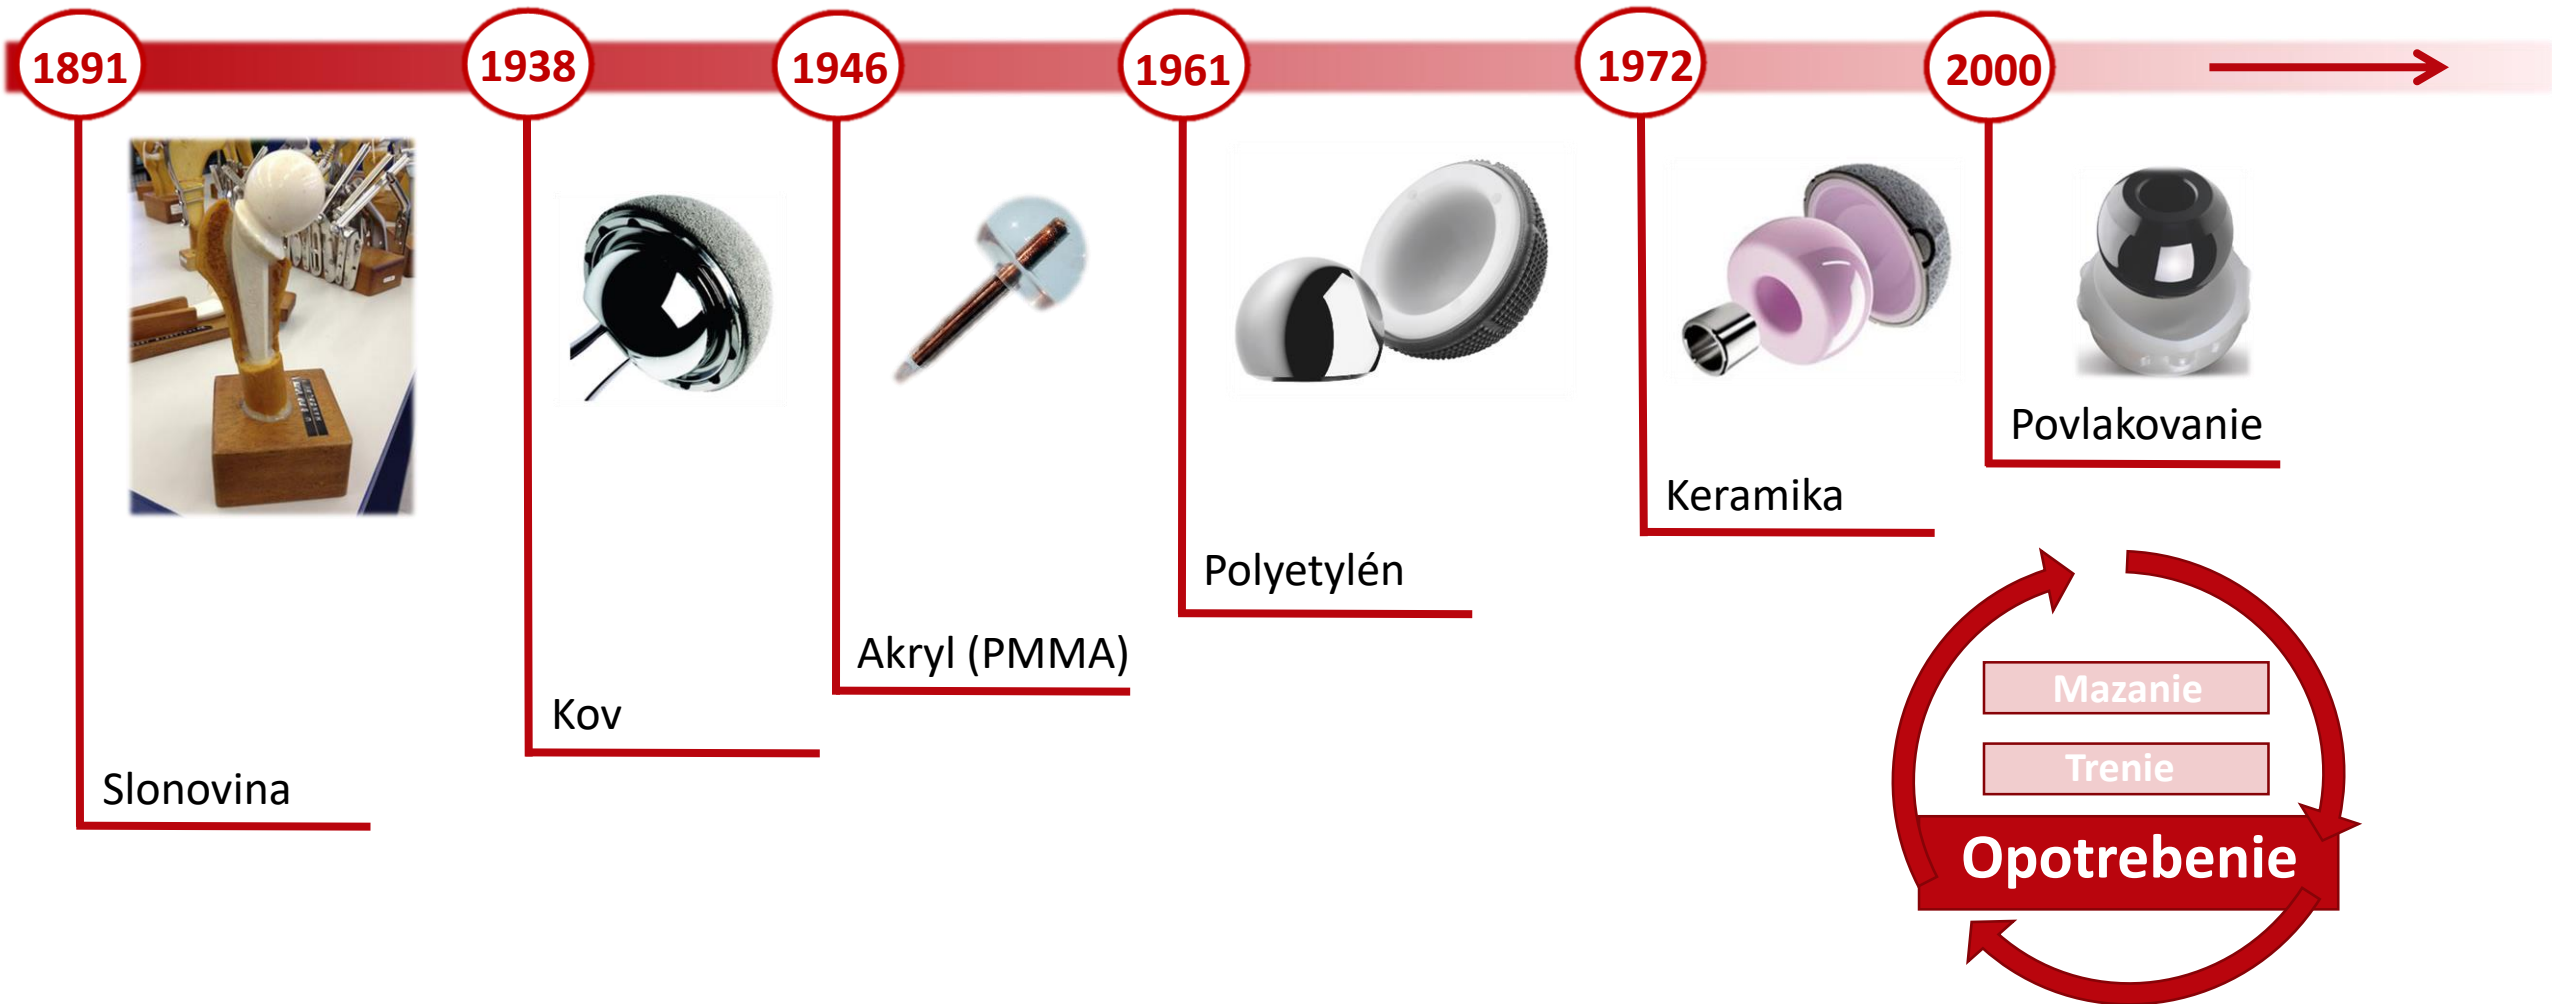 1891
1938
1946
1961
1972
2000
Povlakovanie
Keramika
Polyetylén
Akryl (PMMA)
Kov
Slonovina
Mazanie
Trenie
Opotrebenie